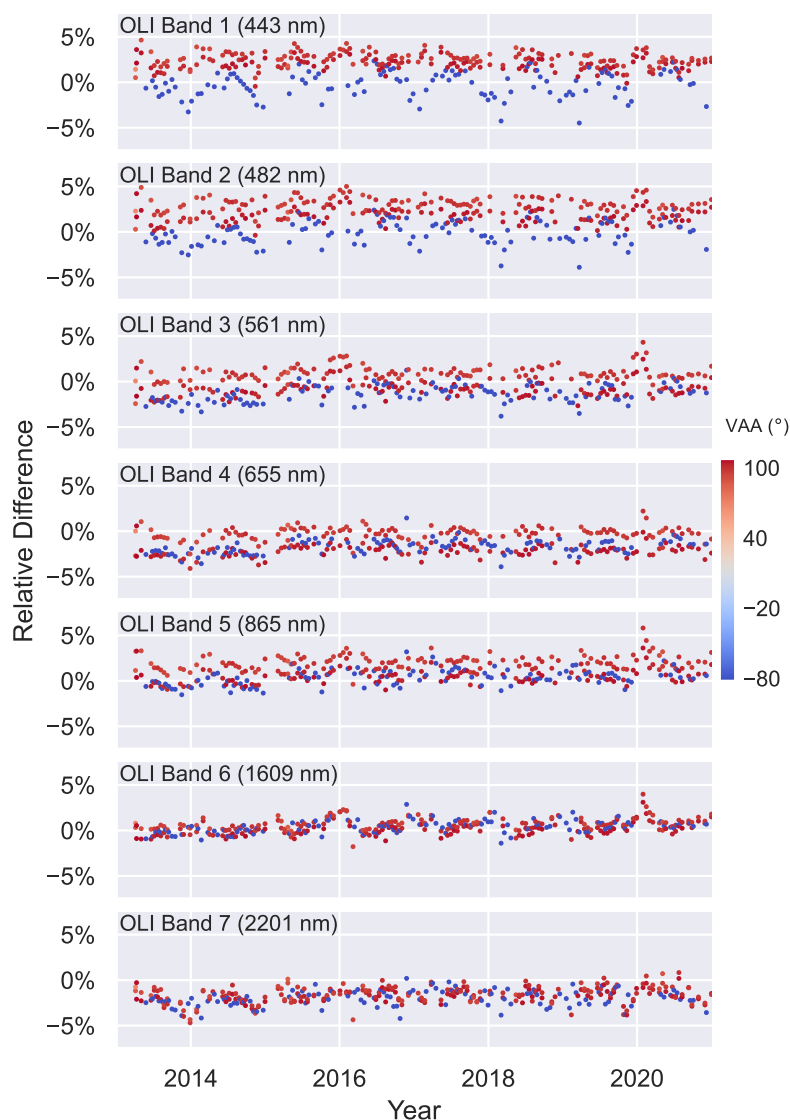 OLI Band 1 (443 nm)
5%
0%
−5%
OLI Band 2 (482 nm)
5%
0%
−5%
OLI Band 3 (561 nm)
5%
0%
−5%
OLI Band 4 (655 nm)
5%
0%
−5%
OLI Band 5 (865 nm)
5%
0%
−5%
OLI Band 6 (1609 nm)
5%
0%
−5%
OLI Band 7 (2201 nm)
5%
0%
−5%
Relative Difference
2014 2016 2018 2020
Year
VAA (°)
100
40
−20
−80